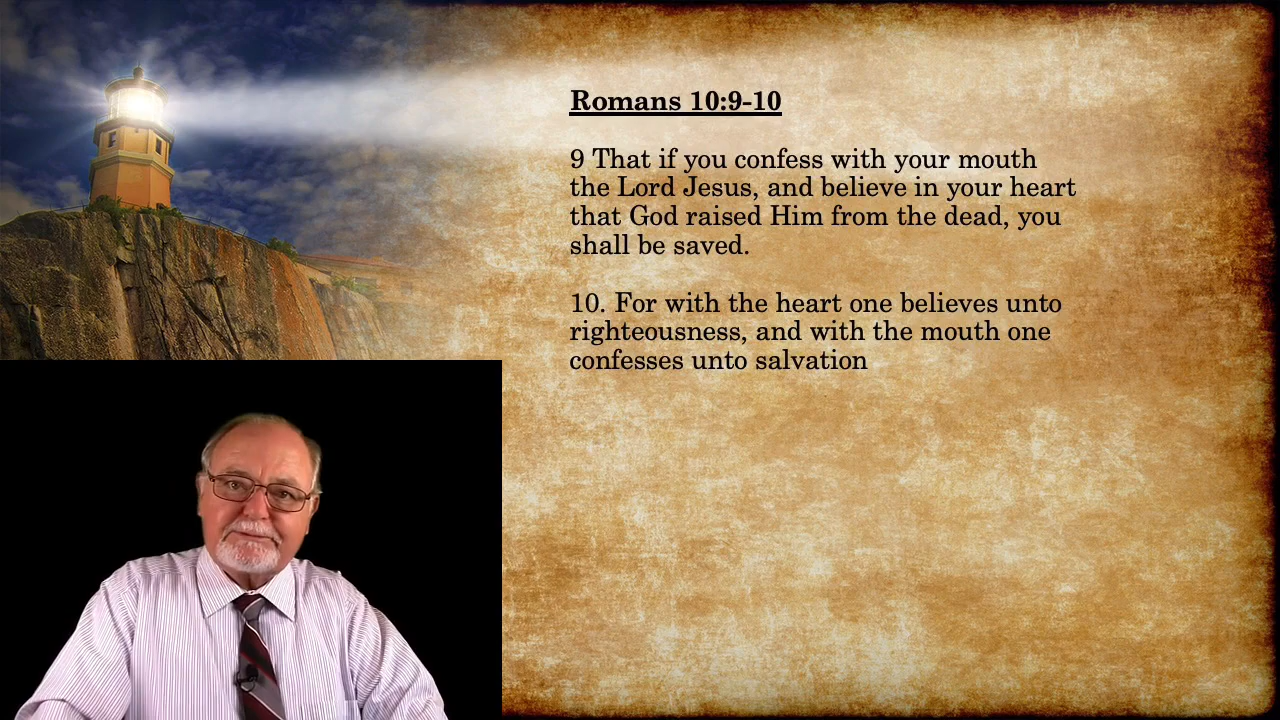 Romans 10:9-10
9 That if you confess with your mouth
the Lord Jesus, and believe in your heart
that God raised Him from the dead, you
shall be saved.
10. For with the heart one believes unto
righteousness, and with the mouth one
confesses unto salvation